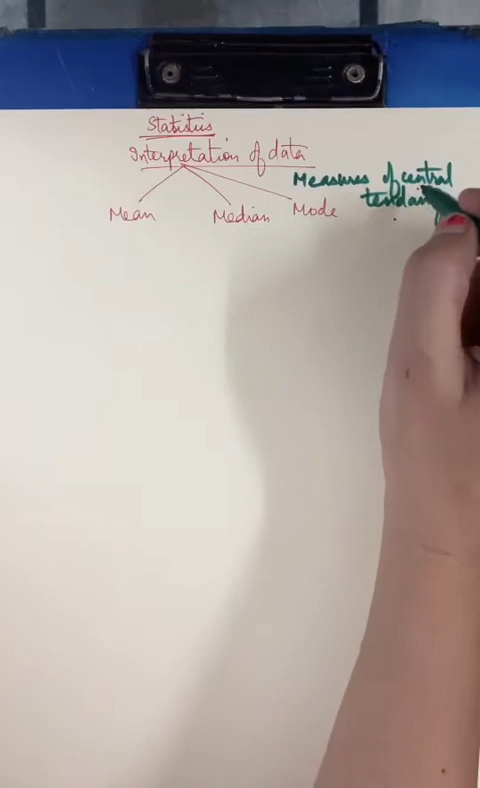 Statistics
Interpretation of data
Measures of central
Mean Median Mode